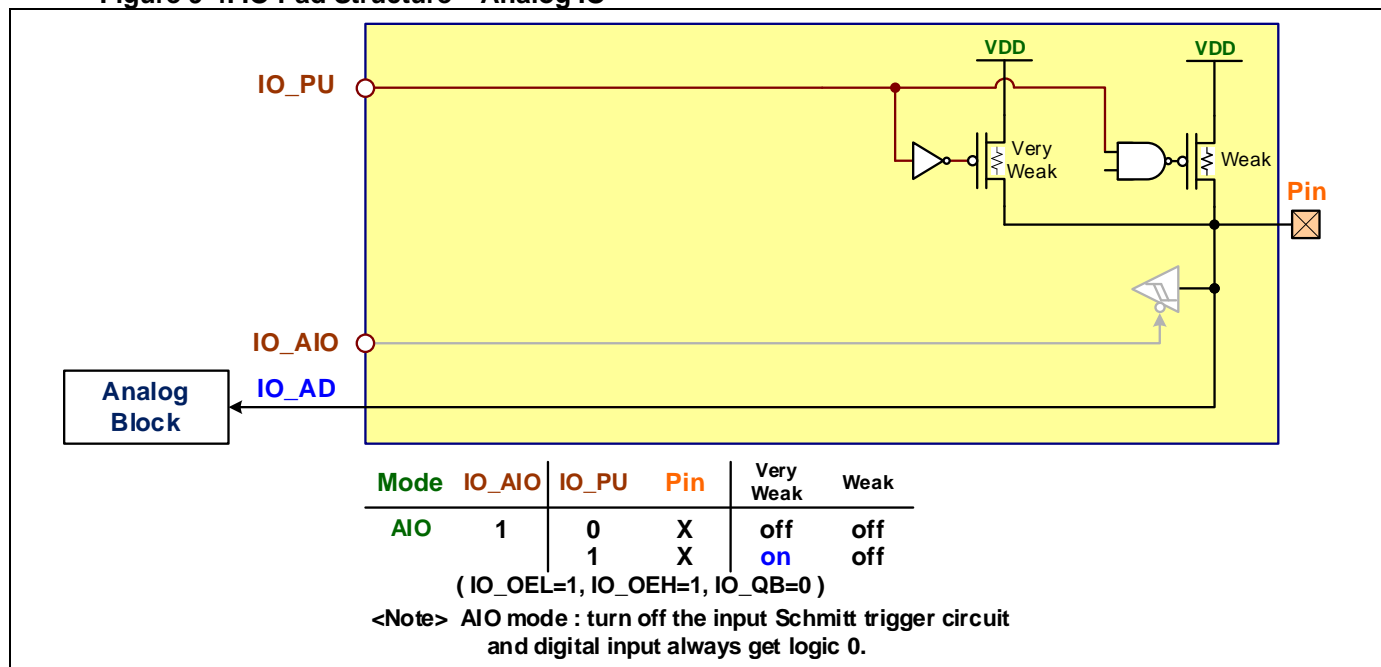 VDD
VDD
IO_PU
Very
Weak
Weak
Pin
IO_AIO
IO_AD
Analog
Block
Mode IO_AIO IO_PU Pin Very Weak Weak
AIO 1 0 X off off
1 X on off
( IO_OEL=1, IO_OEH=1, IO_QB=0 )
<Note> AIO mode : turn off the input Schmitt trigger circuit
and digital input always get logic 0.